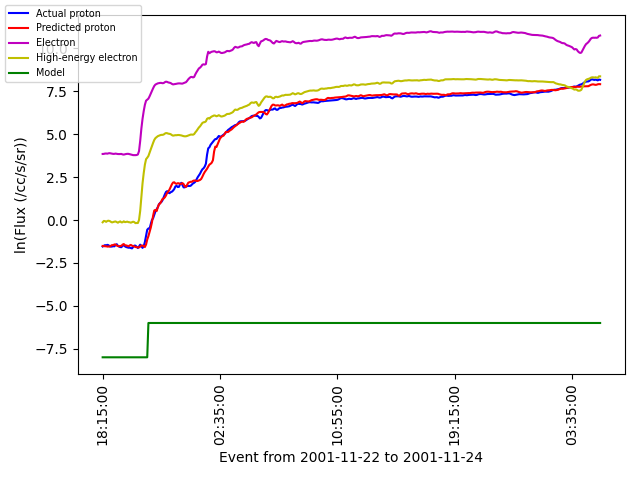 Actual proton
Predicted proton
Electron
High-energy electron
Model
10.0
7.5
5.0
2.5
0.0
−2.5
−5.0
−7.5
ln(Flux (/cc/s/sr))
18:15:00
02:35:00
10:55:00
19:15:00
03:35:00
Event from 2001-11-22 to 2001-11-24